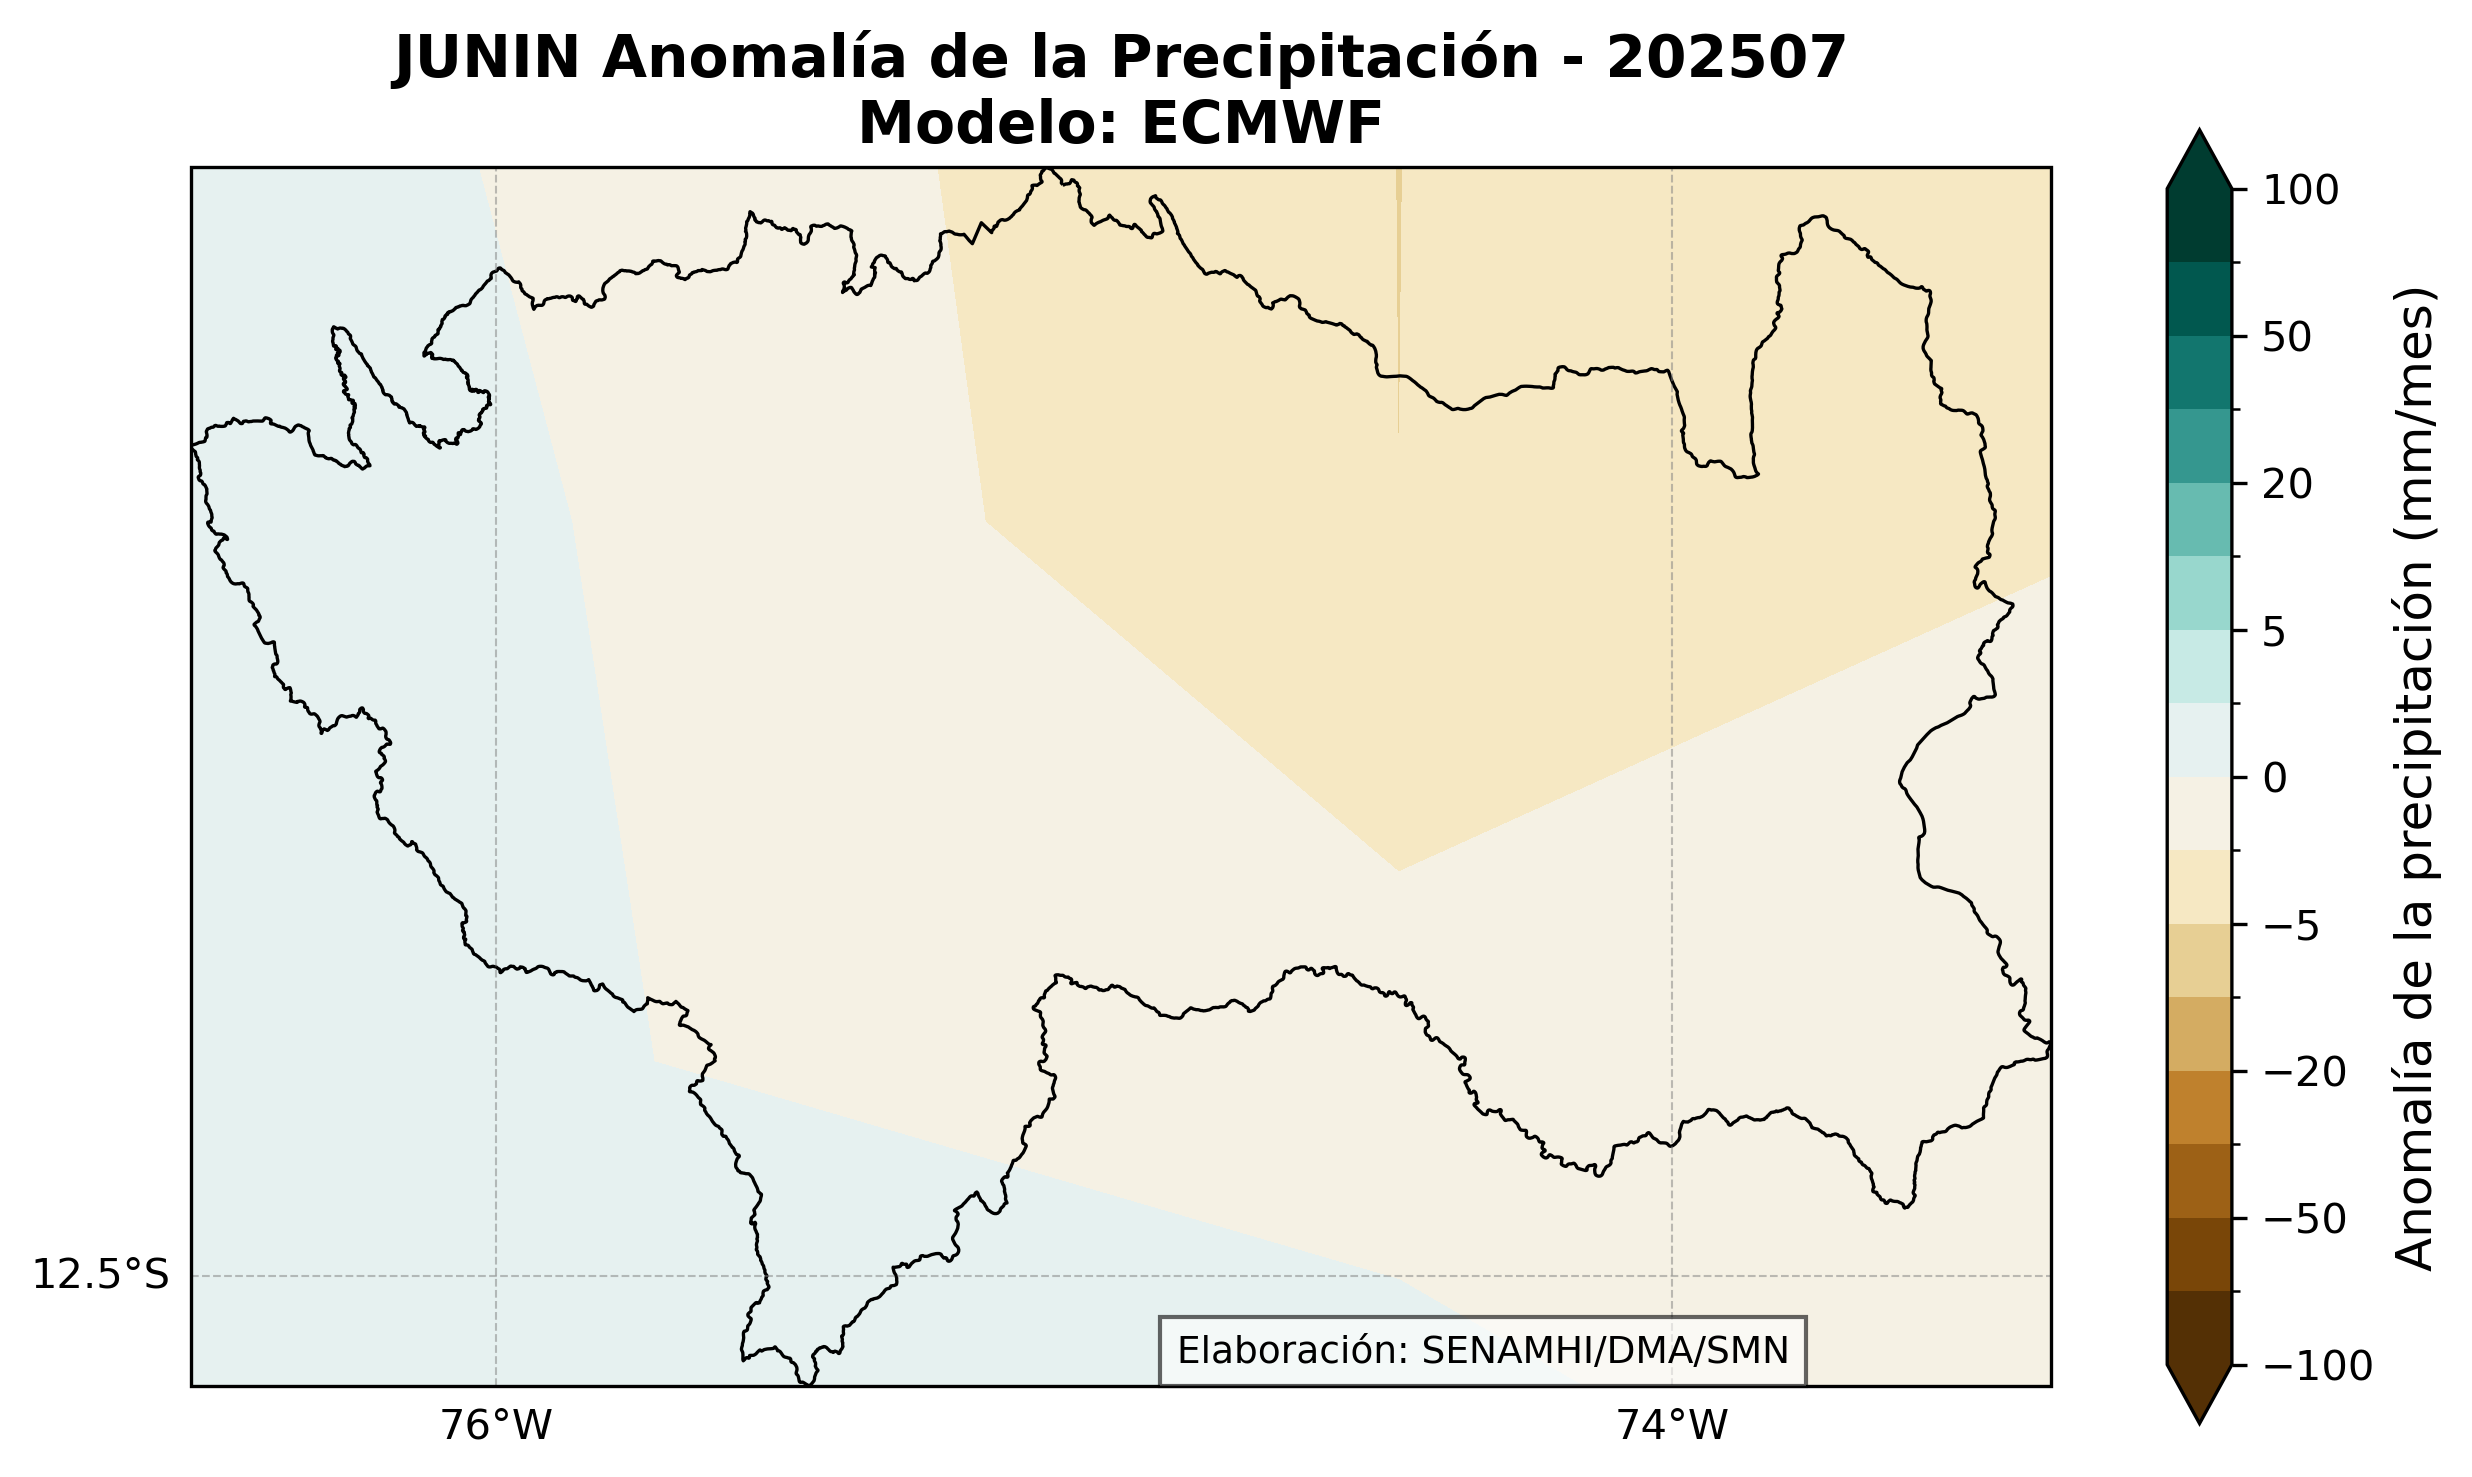 JUNIN Anomalía de la Precipitación - 202507
Modelo: ECMWF
100
50
20
5
0
−5
−20
−50
−100
Anomalía de la precipitación (mm/mes)
12.5°S
Elaboración: SENAMHI/DMA/SMN
76°W
74°W